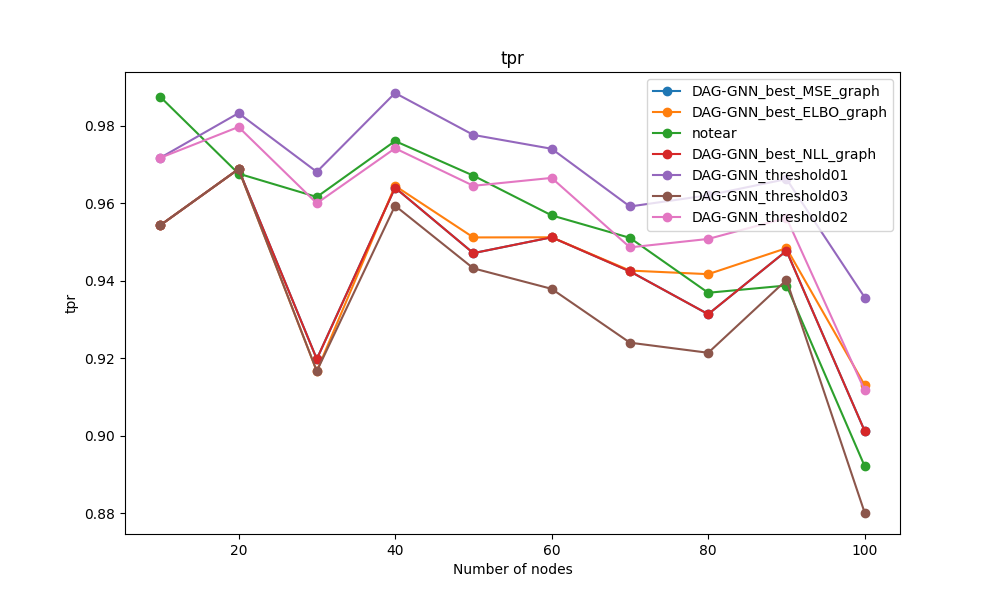 tpr
DAG-GNN_best_MSE_graph
DAG-GNN_best_ELBO_graph
notear
DAG-GNN_best_NLL_graph
DAG-GNN_threshold01
DAG-GNN_threshold03
DAG-GNN_threshold02
tpr
0.98
0.96
0.94
0.92
0.90
0.88
20 40 60 80 100
Number of nodes